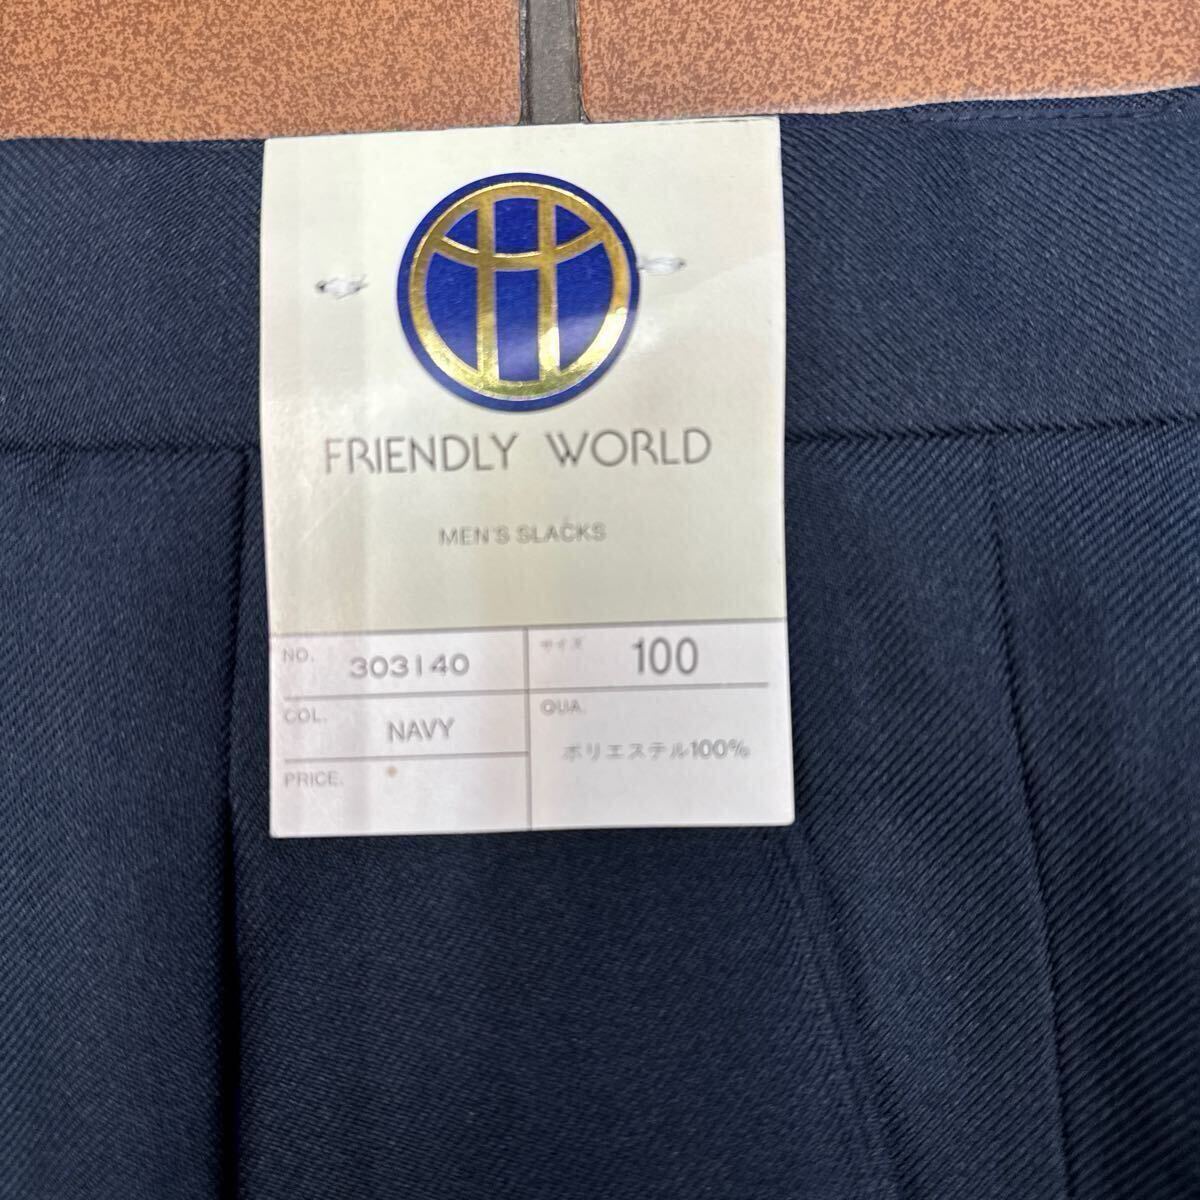 FRIENDLY WORLD
MEN'S SLACKS
NO. 303140
サイズ 100
COL. NAVY
QUA.
ポリエステル100%
PRICE.